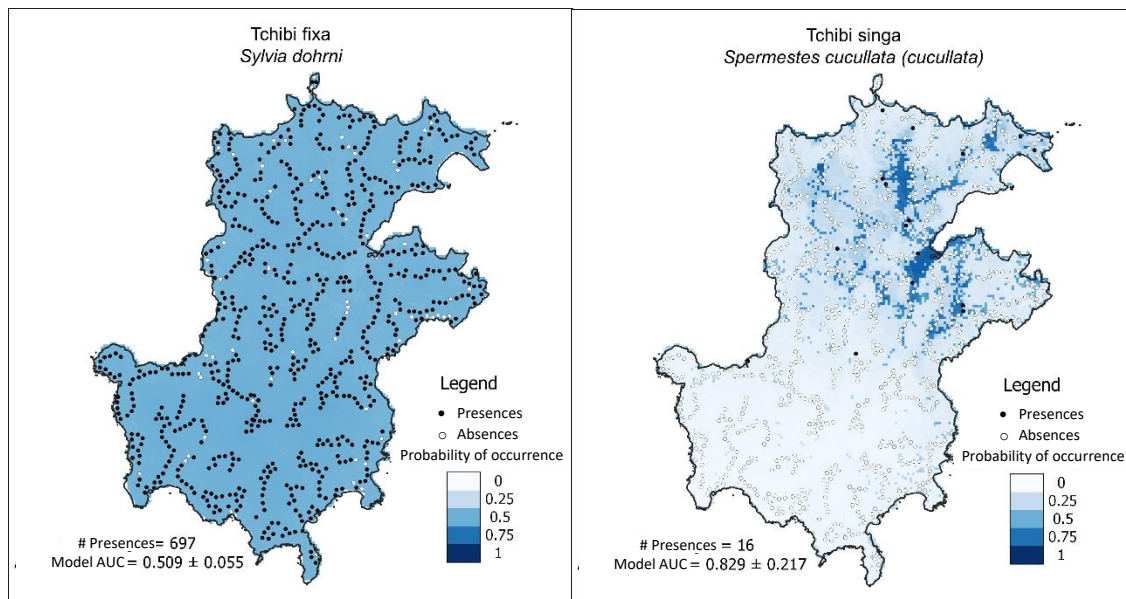 Tchibi fixa
Sylvia dohrni
Legend
Presences
Absences
Probability of occurrence
0
0.25
0.5
0.75
1
# Presences= 697
Model AUC = 0.509 ± 0.055
Tchibi singa
Spermestes cucullata (cucullata)
Legend
Presences
Absences
Probability of occurrence
0
0.25
0.5
0.75
1
# Presences = 16
Model AUC = 0.829 ± 0.217